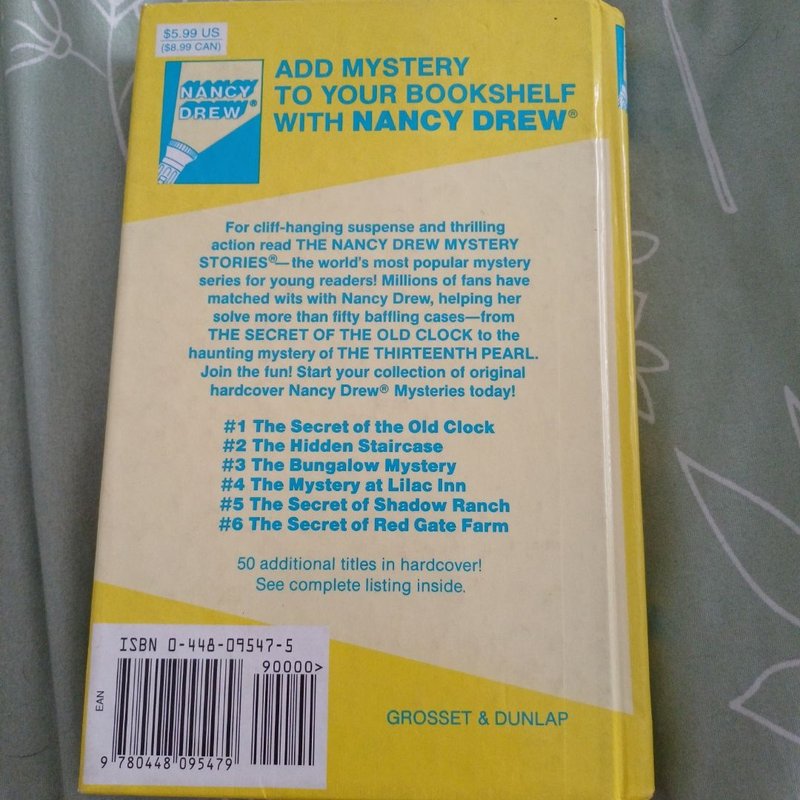 $5.99 US
($8.99 CAN)
NANCY
DREW®
ADD MYSTERY
TO YOUR BOOKSHELF
WITH NANCY DREW®
For cliff-hanging suspense and thrilling
action read THE NANCY DREW MYSTERY
STORIES®—the world's most popular mystery
series for young readers! Millions of fans have
matched wits with Nancy Drew, helping her
solve more than fifty baffling cases—from
THE SECRET OF THE OLD CLOCK to the
haunting mystery of THE THIRTEENTH PEARL.
Join the fun! Start your collection of original
hardcover Nancy Drew® Mysteries today!
#1 The Secret of the Old Clock
#2 The Hidden Staircase
#3 The Bungalow Mystery
#4 The Mystery at Lilac Inn
#5 The Secret of Shadow Ranch
#6 The Secret of Red Gate Farm
50 additional titles in hardcover!
See complete listing inside.
ISBN 0-448-09547-5
90000>
EAN
9 780448 095479
GROSSET & DUNLAP